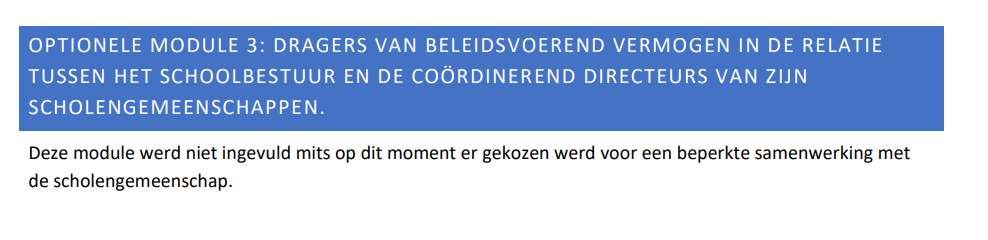 OPTIONELE MODULE 3: DRAGERS VAN BELEIDSVOEREND VERMOGEN IN DE RELATIE
TUSSEN HET SCHOOLBESTUUR EN DE COÖRDINEREND DIRECTEURS VAN ZIJN
SCHOLENGEMEENSCHAPPEN.
Deze module werd niet ingevuld mits op dit moment er gekozen werd voor een beperkte samenwerking met
de scholengemeenschap.